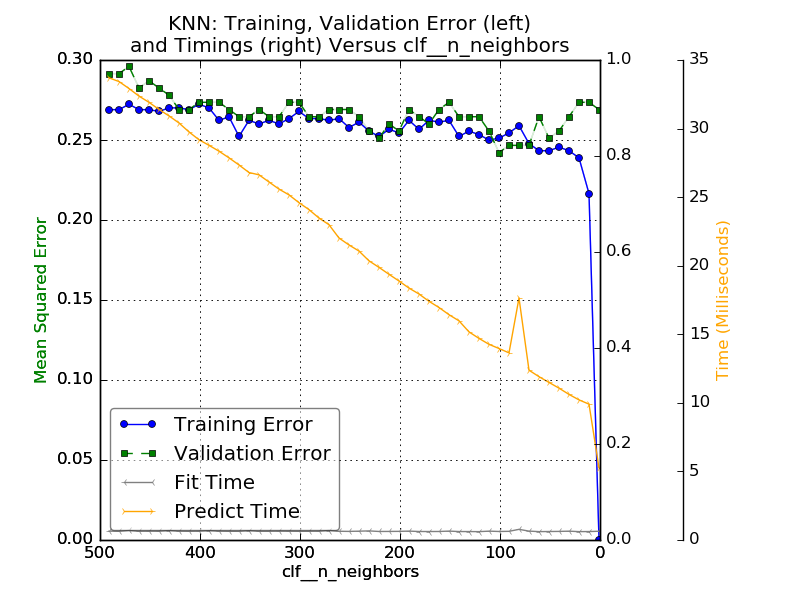 KNN: Training, Validation Error (left)
and Timings (right) Versus clf__n_neighbors
0.30
0.25
0.20
0.15
0.10
0.05
0.00
Mean Squared Error
1.0
0.8
0.6
0.4
0.2
0.0
35
30
25
20
15
10
5
0
Time (Milliseconds)
Training Error
Validation Error
Fit Time
Predict Time
500 400 300 200 100 0
clf__n_neighbors